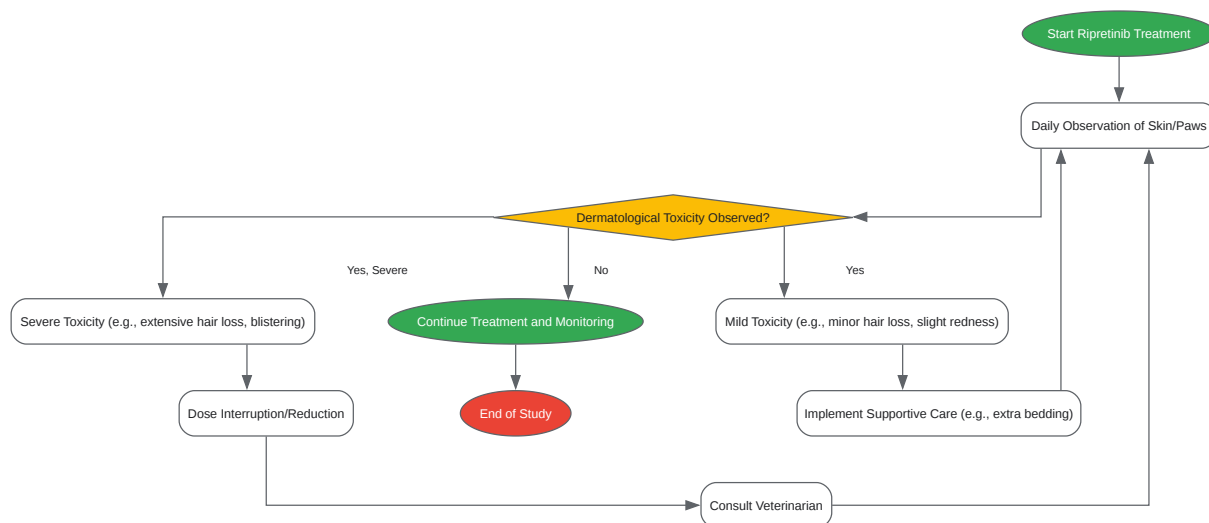 Start Ripretinib Treatment
Daily Observation of Skin/Paws
Dermatological Toxicity Observed?
Yes, Severe
No
Yes
Severe Toxicity (e.g., extensive hair loss, blistering)
Continue Treatment and Monitoring
Mild Toxicity (e.g., minor hair loss, slight redness)
Dose Interruption/Reduction
End of Study
Implement Supportive Care (e.g., extra bedding)
Consult Veterinarian